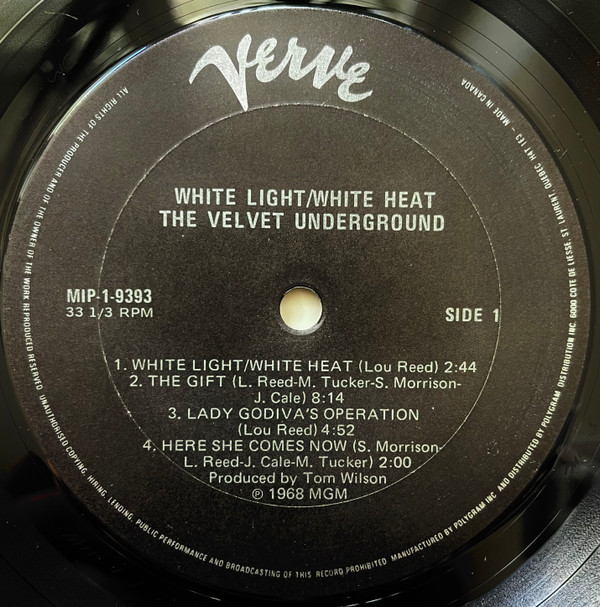 Verve
WHITE LIGHT/WHITE HEAT
THE VELVET UNDERGROUND
MIP-1-9393
33 1/3 RPM
SIDE 1
1. WHITE LIGHT/WHITE HEAT (Lou Reed) 2:44
2. THE GIFT (L. Reed-M. Tucker-S. Morrison-
J. Cale) 8:14
3. LADY GODIVA'S OPERATION
(Lou Reed) 4:52
4. HERE SHE COMES NOW (S. Morrison-
L. Reed-J. Cale-M. Tucker) 2:00
Produced by Tom Wilson
Ⓟ 1968 MGM
ALL RIGHTS OF THE PRODUCER AND OF THE OWNER OF THE WORK REPRODUCED RESERVED. UNAUTHORISED COPYING, HIRING, LENDING, PUBLIC PERFORMANCE AND BROADCASTING OF THIS RECORD PROHIBITED. MANUFACTURED BY POLYGRAM INC. AND DISTRIBUTED BY POLYGRAM DISTRIBUTION INC. 6000 COTE DE LIESSE, ST. LAURENT, QUEBEC, H4T 1E3 - MADE IN CANADA